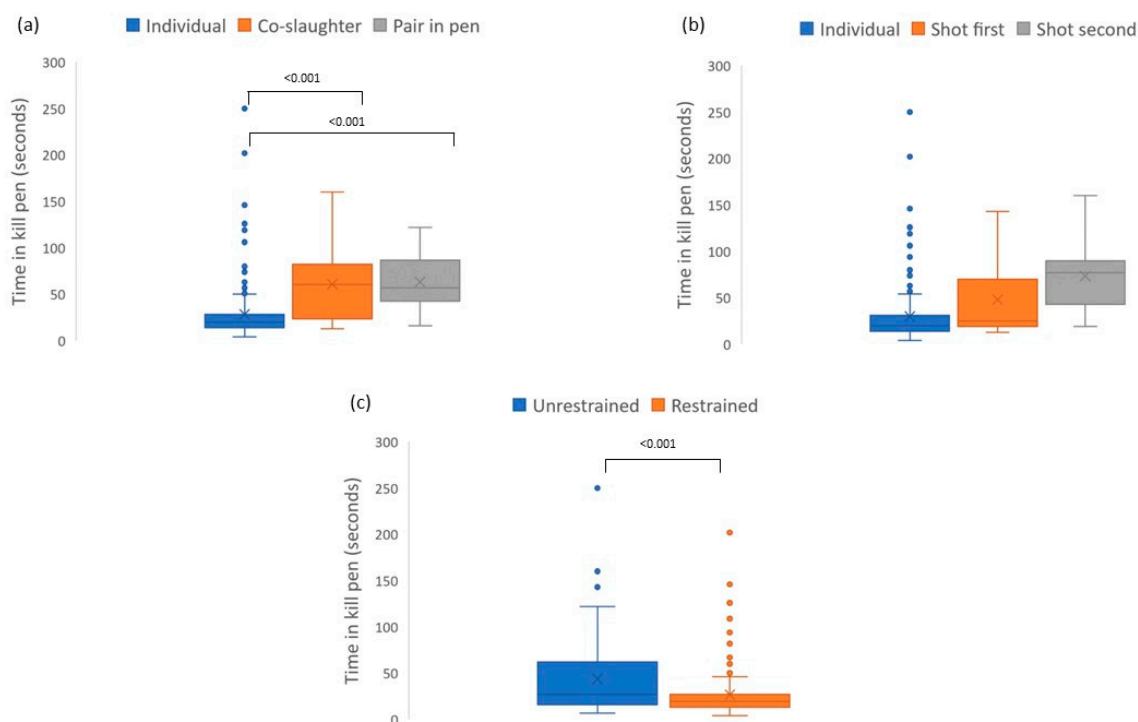 (a)
Individual Co-slaughter Pair in pen
Time in kill pen (seconds)
300
250
200
150
100
50
0
<0.001
<0.001
(b)
Individual Shot first Shot second
Time in kill pen (seconds)
300
250
200
150
100
50
0
(c)
Unrestrained Restrained
Time in kill pen (seconds)
300
250
200
150
100
50
0
<0.001